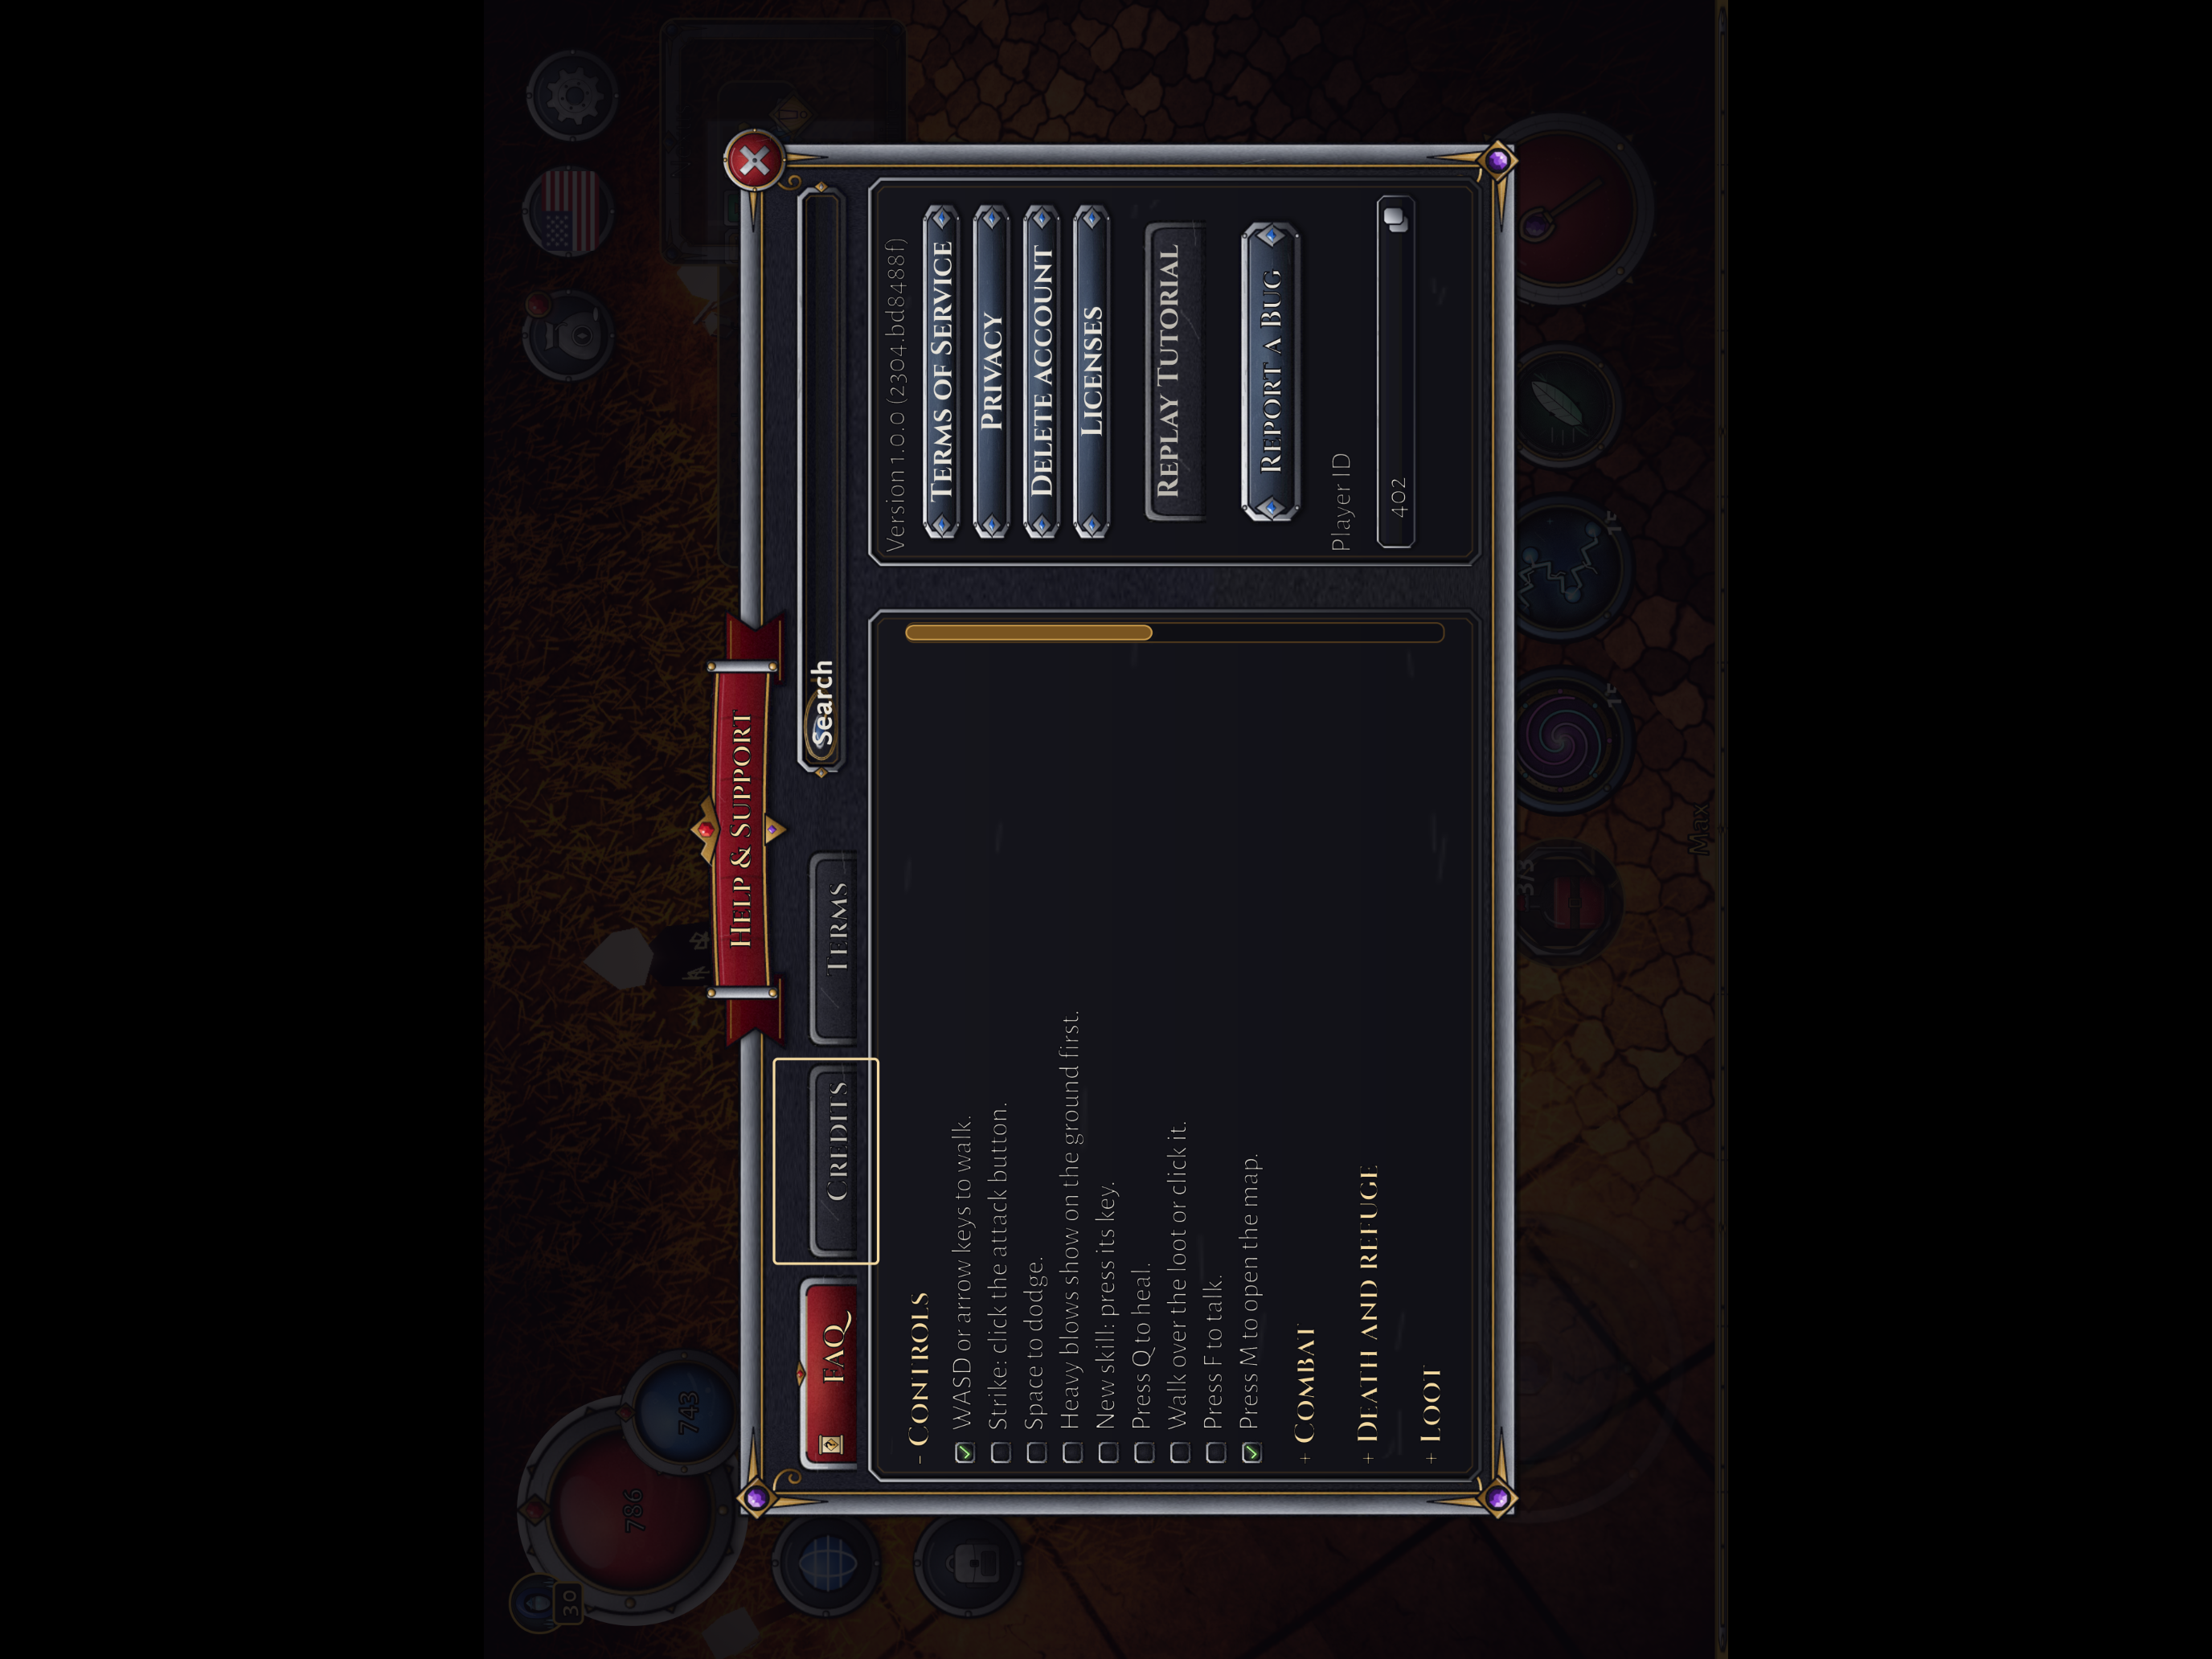 30
786
743
HELP & SUPPORT
FAQ
CREDITS
TERMS
Search
- CONTROLS
WASD or arrow keys to walk.
Strike: click the attack button.
Space to dodge.
Heavy blows show on the ground first.
New skill: press its key.
Press Q to heal.
Walk over the loot or click it.
Press F to talk.
Press M to open the map.
+ COMBAT
+ DEATH AND REFUGE
+ LOOT
Version 1.0.0 (2304.bd8488f)
TERMS OF SERVICE
PRIVACY
DELETE ACCOUNT
LICENSES
REPLAY TUTORIAL
REPORT A BUG
Player ID
402
3/3
Max